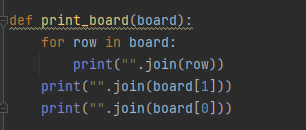 def print_board(board):
    for row in board:
        print("".join(row))
    print("".join(board[1]))
    print("".join(board[0]))